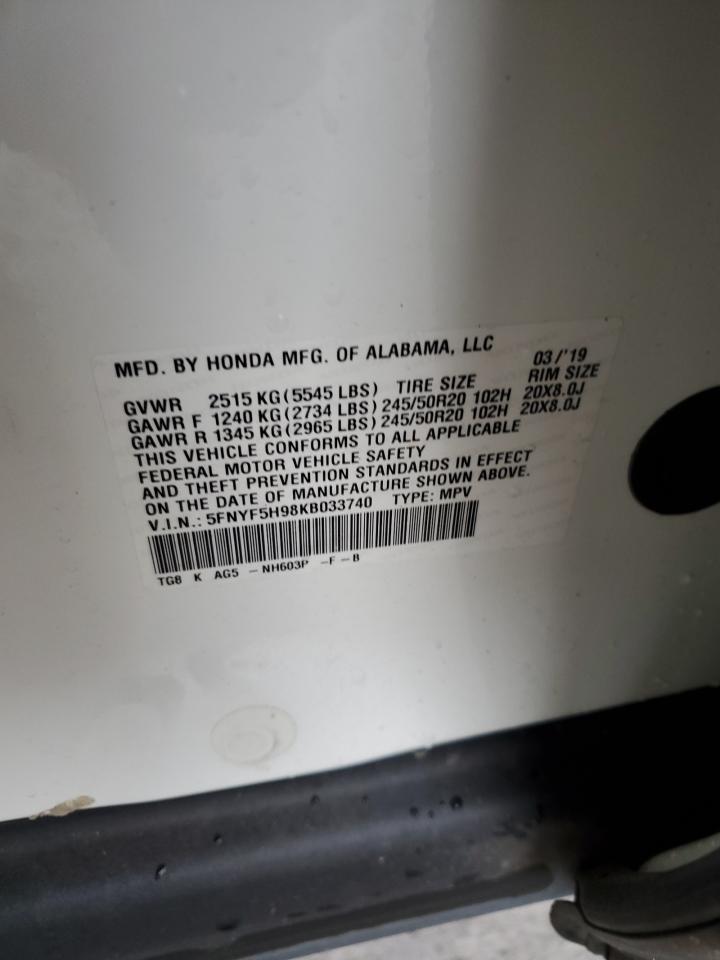 MFD. BY HONDA MFG. OF ALABAMA, LLC 03/'19
GVWR 2515 KG(5545 LBS) TIRE SIZE RIM SIZE
GAWR F 1240 KG(2734 LBS) 245/50R20 102H 20X8.0J
GAWR R 1345 KG(2965 LBS) 245/50R20 102H 20X8.0J
THIS VEHICLE CONFORMS TO ALL APPLICABLE
FEDERAL MOTOR VEHICLE SAFETY
AND THEFT PREVENTION STANDARDS IN EFFECT
ON THE DATE OF MANUFACTURE SHOWN ABOVE.
V.I.N.: 5FNYF5H98KB033740 TYPE: MPV
TG8 K AG5 -NH603P -F-B